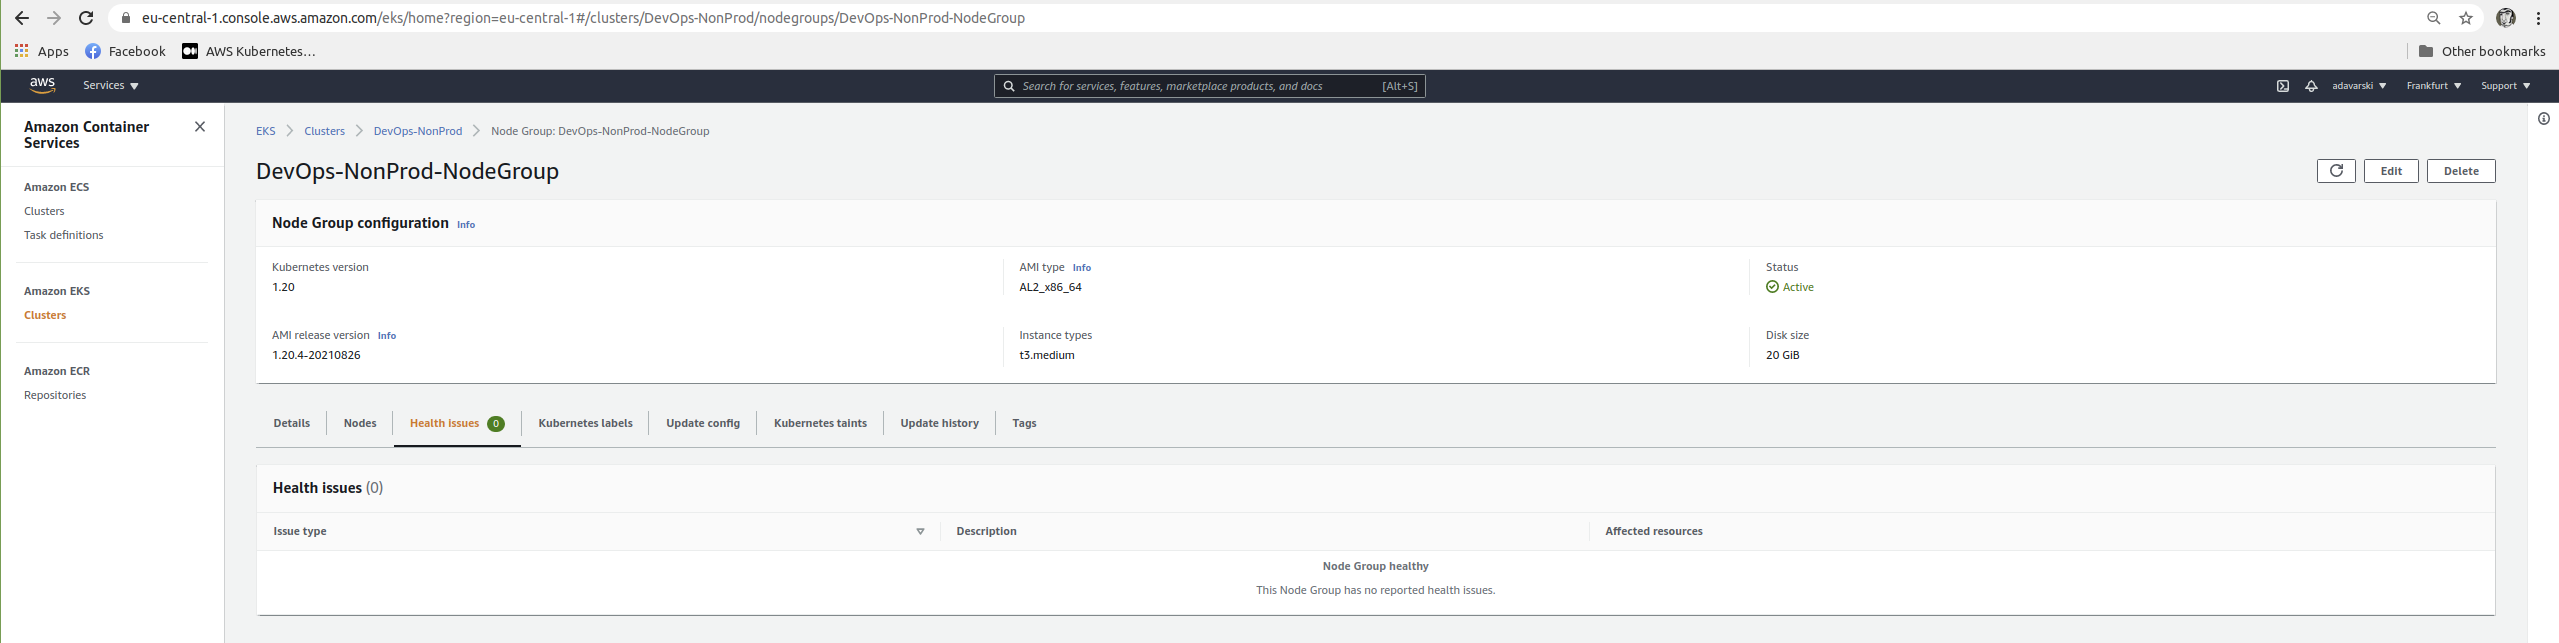 eu-central-1.console.aws.amazon.com/eks/home?region=eu-central-1#/clusters/DevOps-NonProd/nodegroups/DevOps-NonProd-NodeGroup
Apps Facebook AWS Kubernetes… Other bookmarks
aws Services Search for services, features, marketplace products, and docs [Alt+S] adavarski Frankfurt Support
Amazon Container
Services
Amazon ECS
Clusters
Task definitions
Amazon EKS
Clusters
Amazon ECR
Repositories
EKS Clusters DevOps-NonProd Node Group: DevOps-NonProd-NodeGroup
DevOps-NonProd-NodeGroup Edit Delete
Node Group configuration Info
Kubernetes version AMI type Info Status
1.20 AL2_x86_64 Active
AMI release version Info Instance types Disk size
1.20.4-20210826 t3.medium 20 GiB
Details Nodes Health issues 0 Kubernetes labels Update config Kubernetes taints Update history Tags
Health issues (0)
Issue type Description Affected resources
Node Group healthy
This Node Group has no reported health issues.